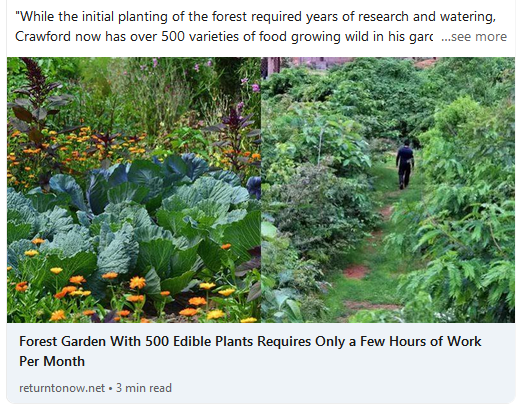 "While the initial planting of the forest required years of research and watering,
Crawford now has over 500 varieties of food growing wild in his garc ...see more
Forest Garden With 500 Edible Plants Requires Only a Few Hours of Work
Per Month
returntonow.net • 3 min read